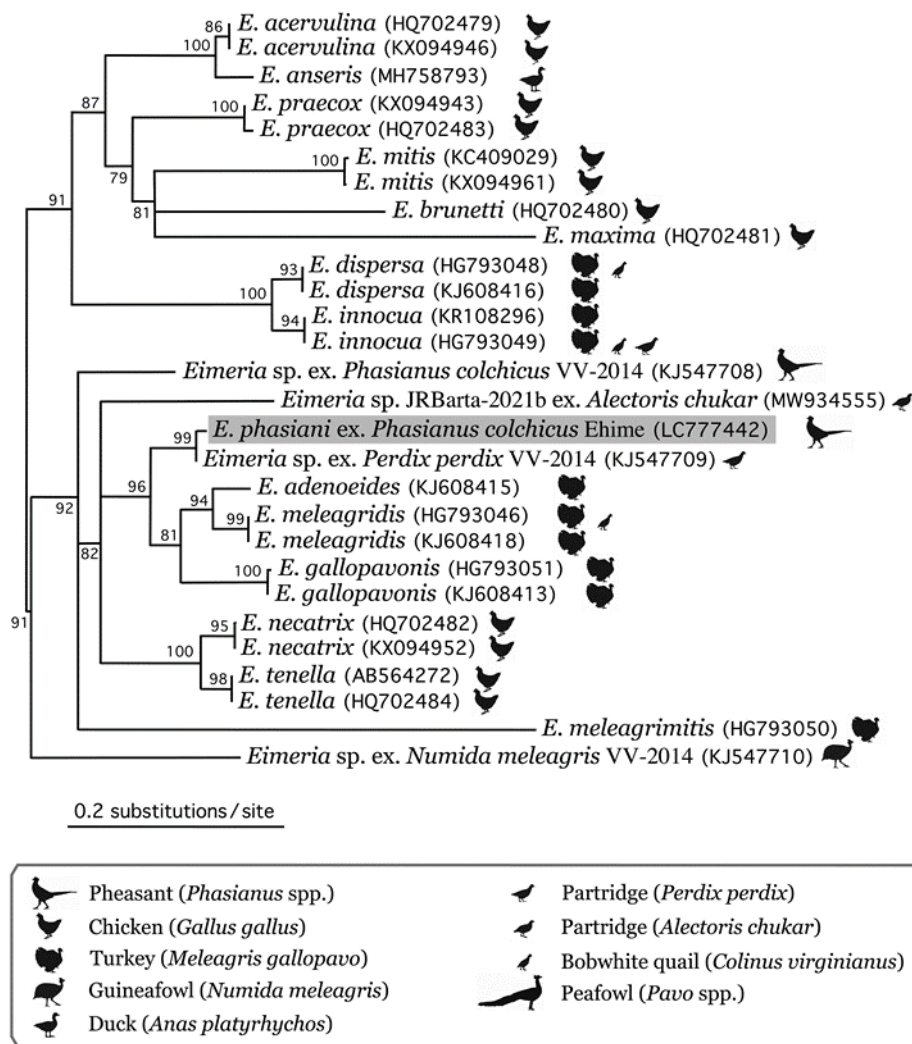 86
E. acervulina (HQ702479)
E. acervulina (KX094946)
100
E. anseris (MH758793)
87
E. praecox (KX094943)
100
E. praecox (HQ702483)
E. mitis (KC409029)
100
79
E. mitis (KX094961)
91
81
E. brunetti (HQ702480)
E. maxima (HQ702481)
E. dispersa (HG793048)
93
E. dispersa (KJ608416)
100
E. innocua (KR108296)
94
E. innocua (HG793049)
Eimeria sp. ex. Phasianus colchicus VV-2014 (KJ547708)
Eimeria sp. JRBarta-2021b ex. Alectoris chukar (MW934555)
E. phasiani ex. Phasianus colchicus Ehime (LC777442)
99
Eimeria sp. ex. Perdix perdix VV-2014 (KJ547709)
96
E. adenoeides (KJ608415)
94
E. meleagridis (HG793046)
92
99
E. meleagridis (KJ608418)
82
81
E. gallopavonis (HG793051)
100
E. gallopavonis (KJ608413)
91
E. necatrix (HQ702482)
95
E. necatrix (KX094952)
100
E. tenella (AB564272)
98
E. tenella (HQ702484)
E. meleagrimitis (HG793050)
Eimeria sp. ex. Numida meleagris VV-2014 (KJ547710)
0.2 substitutions/site
Pheasant (Phasianus spp.)
Chicken (Gallus gallus)
Turkey (Meleagris gallopavo)
Guineafowl (Numida meleagris)
Duck (Anas platyrhychos)
Partridge (Perdix perdix)
Partridge (Alectoris chukar)
Bobwhite quail (Colinus virginianus)
Peafowl (Pavo spp.)